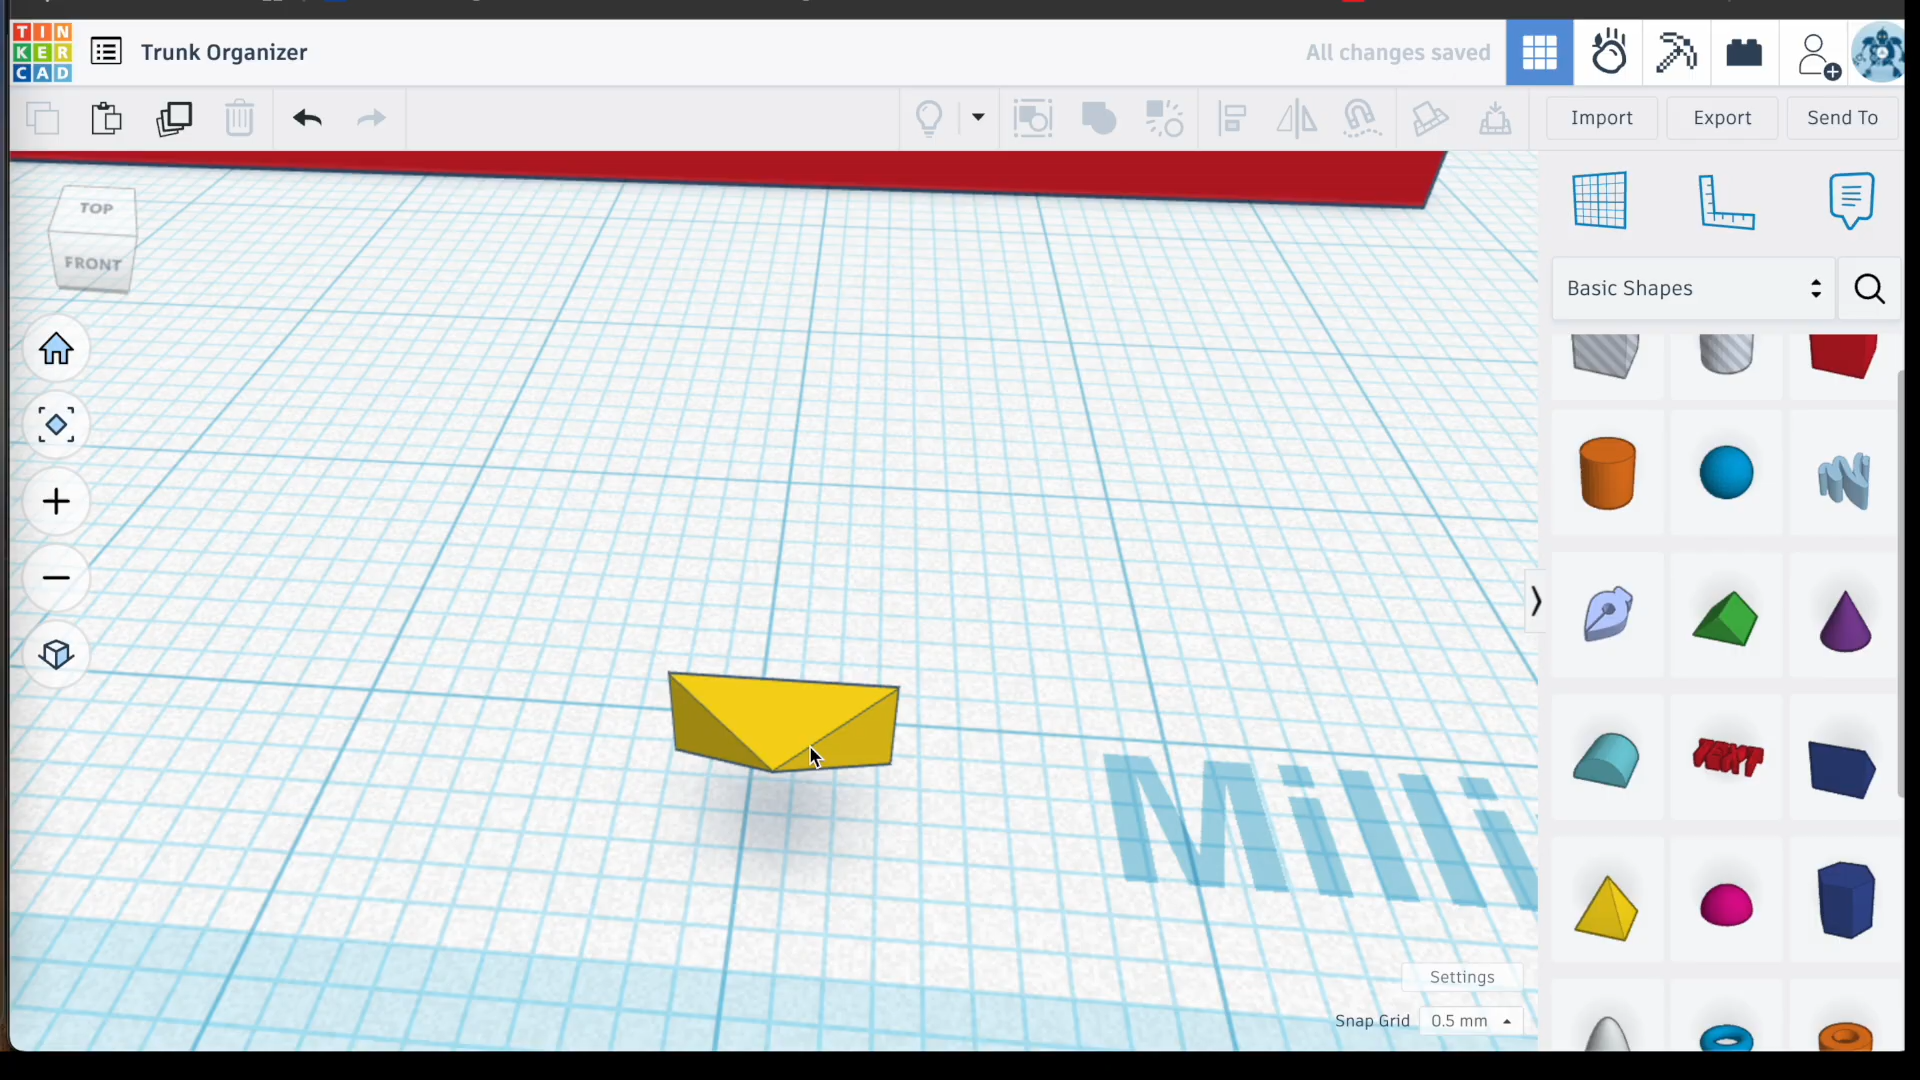 TIN
KER
CAD
Trunk Organizer
All changes saved
Import
Export
Send To
TOP
FRONT
Basic Shapes
TEXT
Milli
Settings
Snap Grid
0.5 mm